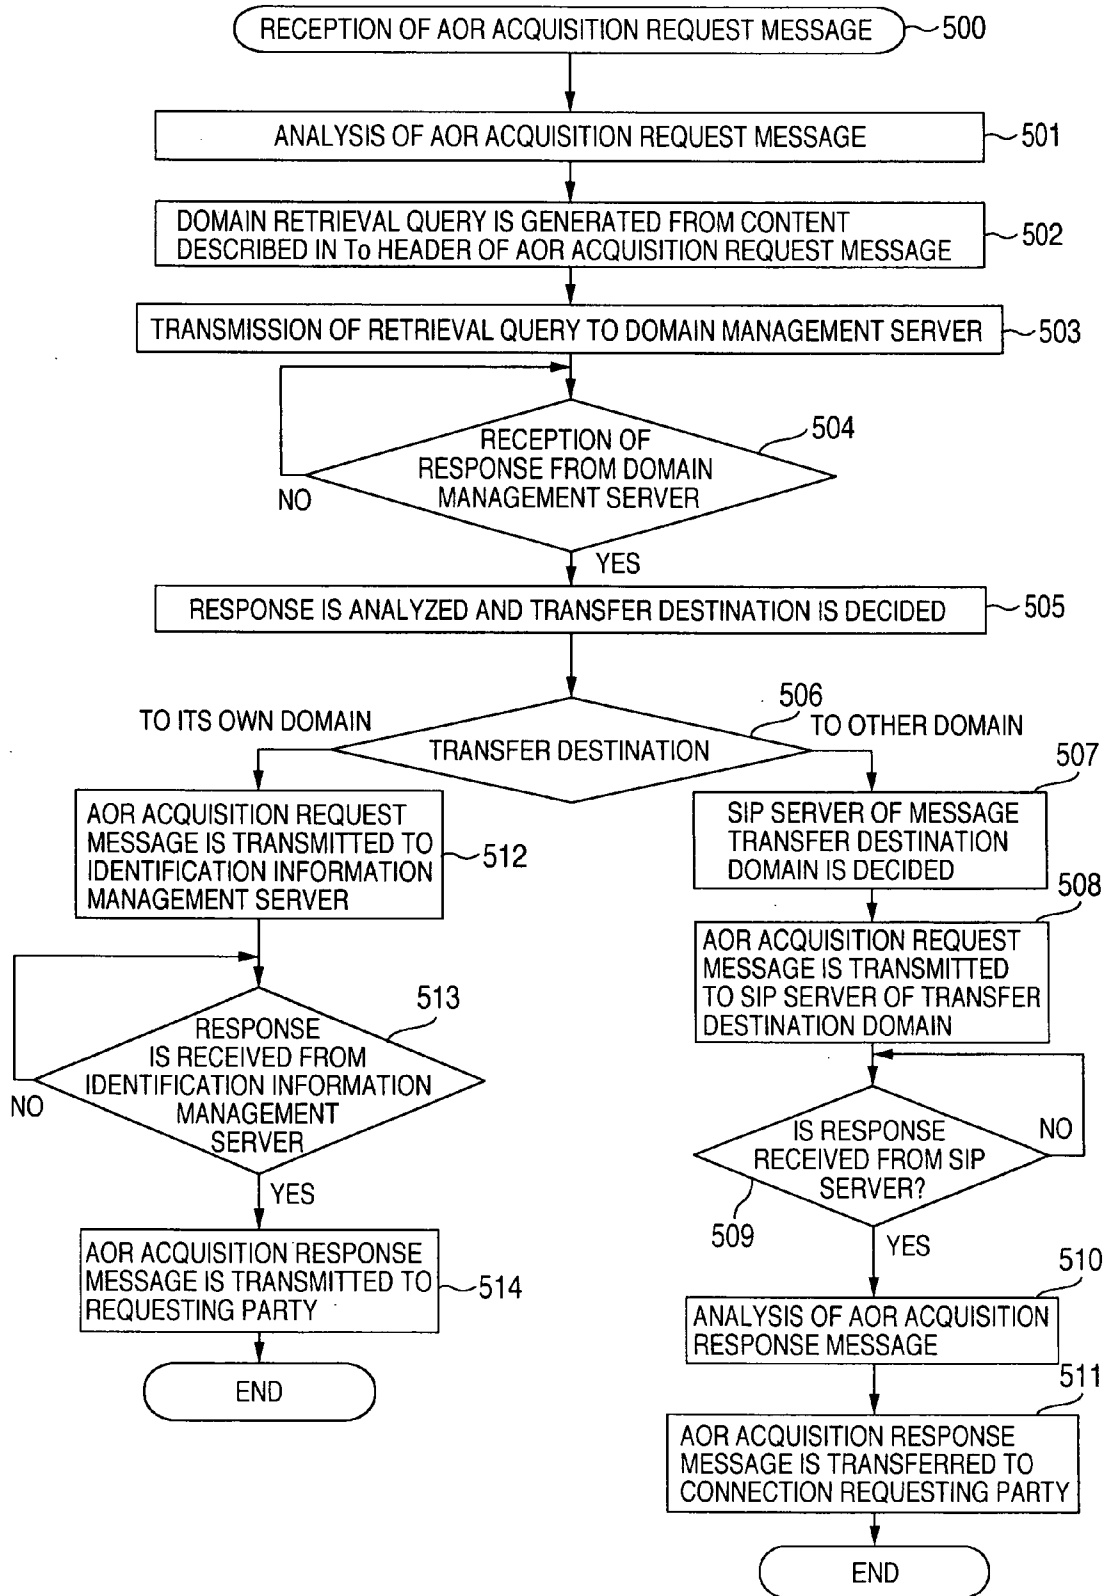 RECEPTION OF AOR ACQUISITION REQUEST MESSAGE
500
ANALYSIS OF AOR ACQUISITION REQUEST MESSAGE
501
DOMAIN RETRIEVAL QUERY IS GENERATED FROM CONTENT
DESCRIBED IN To HEADER OF AOR ACQUISITION REQUEST MESSAGE
502
TRANSMISSION OF RETRIEVAL QUERY TO DOMAIN MANAGEMENT SERVER
503
RECEPTION OF
RESPONSE FROM DOMAIN
MANAGEMENT SERVER
504
NO
YES
RESPONSE IS ANALYZED AND TRANSFER DESTINATION IS DECIDED
505
TRANSFER DESTINATION
506
TO ITS OWN DOMAIN
TO OTHER DOMAIN
AOR ACQUISITION REQUEST
MESSAGE IS TRANSMITTED TO
IDENTIFICATION INFORMATION
MANAGEMENT SERVER
512
RESPONSE
IS RECEIVED FROM
IDENTIFICATION INFORMATION
MANAGEMENT
SERVER
513
NO
YES
AOR ACQUISITION RESPONSE
MESSAGE IS TRANSMITTED TO
REQUESTING PARTY
514
END
507
SIP SERVER OF MESSAGE
TRANSFER DESTINATION
DOMAIN IS DECIDED
508
AOR ACQUISITION REQUEST
MESSAGE IS TRANSMITTED
TO SIP SERVER OF TRANSFER
DESTINATION DOMAIN
IS RESPONSE
RECEIVED FROM SIP
SERVER?
NO
509
YES
510
ANALYSIS OF AOR ACQUISITION
RESPONSE MESSAGE
511
AOR ACQUISITION RESPONSE
MESSAGE IS TRANSFERRED TO
CONNECTION REQUESTING PARTY
END